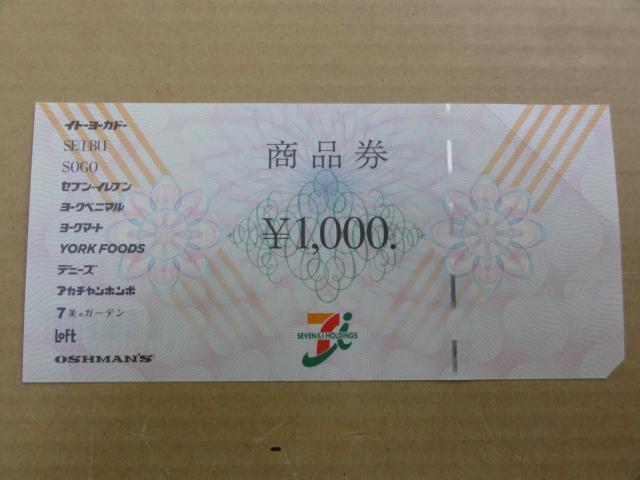 イトーヨーカドー
SEIBU
SOGO
セブン-イレブン
ヨークベニマル
ヨークマート
YORK FOODS
デニーズ
アカチャンホンポ
7美のガーデン
Loft
OSHMAN'S
商品券
¥1,000.
7i
SEVEN&I HOLDINGS